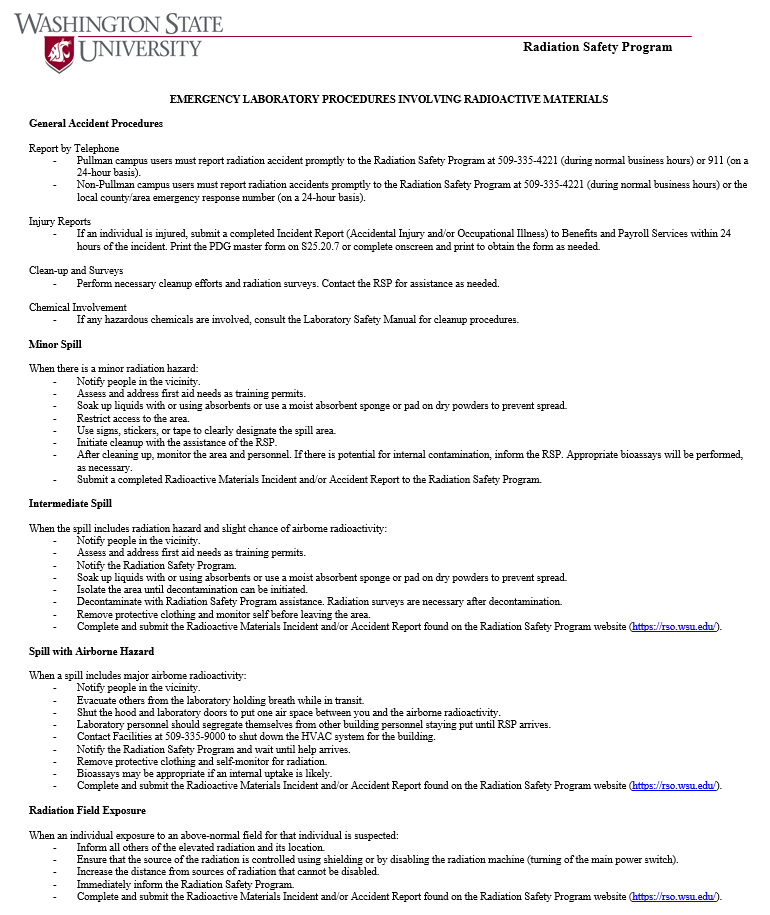 WASHINGTON STATE
UNIVERSITY
Radiation Safety Program
EMERGENCY LABORATORY PROCEDURES INVOLVING RADIOACTIVE MATERIALS
General Accident Procedures
Report by Telephone
- Pullman campus users must report radiation accident promptly to the Radiation Safety Program at 509-335-4221 (during normal business hours) or 911 (on a
24-hour basis).
- Non-Pullman campus users must report radiation accidents promptly to the Radiation Safety Program at 509-335-4221 (during normal business hours) or the
local county/area emergency response number (on a 24-hour basis).
Injury Reports
- If an individual is injured, submit a completed Incident Report (Accidental Injury and/or Occupational Illness) to Benefits and Payroll Services within 24
hours of the incident. Print the PDG master form on S25.20.7 or complete onscreen and print to obtain the form as needed.
Clean-up and Surveys
- Perform necessary cleanup efforts and radiation surveys. Contact the RSP for assistance as needed.
Chemical Involvement
- If any hazardous chemicals are involved, consult the Laboratory Safety Manual for cleanup procedures.
Minor Spill
When there is a minor radiation hazard:
- Notify people in the vicinity.
- Assess and address first aid needs as training permits.
- Soak up liquids with or using absorbents or use a moist absorbent sponge or pad on dry powders to prevent spread.
- Restrict access to the area.
- Use signs, stickers, or tape to clearly designate the spill area.
- Initiate cleanup with the assistance of the RSP.
- After cleaning up, monitor the area and personnel. If there is potential for internal contamination, inform the RSP. Appropriate bioassays will be performed,
as necessary.
- Submit a completed Radioactive Materials Incident and/or Accident Report to the Radiation Safety Program.
Intermediate Spill
When the spill includes radiation hazard and slight chance of airborne radioactivity:
- Notify people in the vicinity.
- Assess and address first aid needs as training permits.
- Notify the Radiation Safety Program.
- Soak up liquids with or using absorbents or use a moist absorbent sponge or pad on dry powders to prevent spread.
- Isolate the area until decontamination can be initiated.
- Decontaminate with Radiation Safety Program assistance. Radiation surveys are necessary after decontamination.
- Remove protective clothing and monitor self before leaving the area.
- Complete and submit the Radioactive Materials Incident and/or Accident Report found on the Radiation Safety Program website (https://rso.wsu.edu/).
Spill with Airborne Hazard
When a spill includes major airborne radioactivity:
- Notify people in the vicinity.
- Evacuate others from the laboratory holding breath while in transit.
- Shut the hood and laboratory doors to put one air space between you and the airborne radioactivity.
- Laboratory personnel should segregate themselves from other building personnel staying put until RSP arrives.
- Contact Facilities at 509-335-9000 to shut down the HVAC system for the building.
- Notify the Radiation Safety Program and wait until help arrives.
- Remove protective clothing and self-monitor for radiation.
- Bioassays may be appropriate if an internal uptake is likely.
- Complete and submit the Radioactive Materials Incident and/or Accident Report found on the Radiation Safety Program website (https://rso.wsu.edu/).
Radiation Field Exposure
When an individual exposure to an above-normal field for that individual is suspected:
- Inform all others of the elevated radiation and its location.
- Ensure that the source of the radiation is controlled using shielding or by disabling the radiation machine (turning of the main power switch).
- Increase the distance from sources of radiation that cannot be disabled.
- Immediately inform the Radiation Safety Program.
- Complete and submit the Radioactive Materials Incident and/or Accident Report found on the Radiation Safety Program website (https://rso.wsu.edu/).